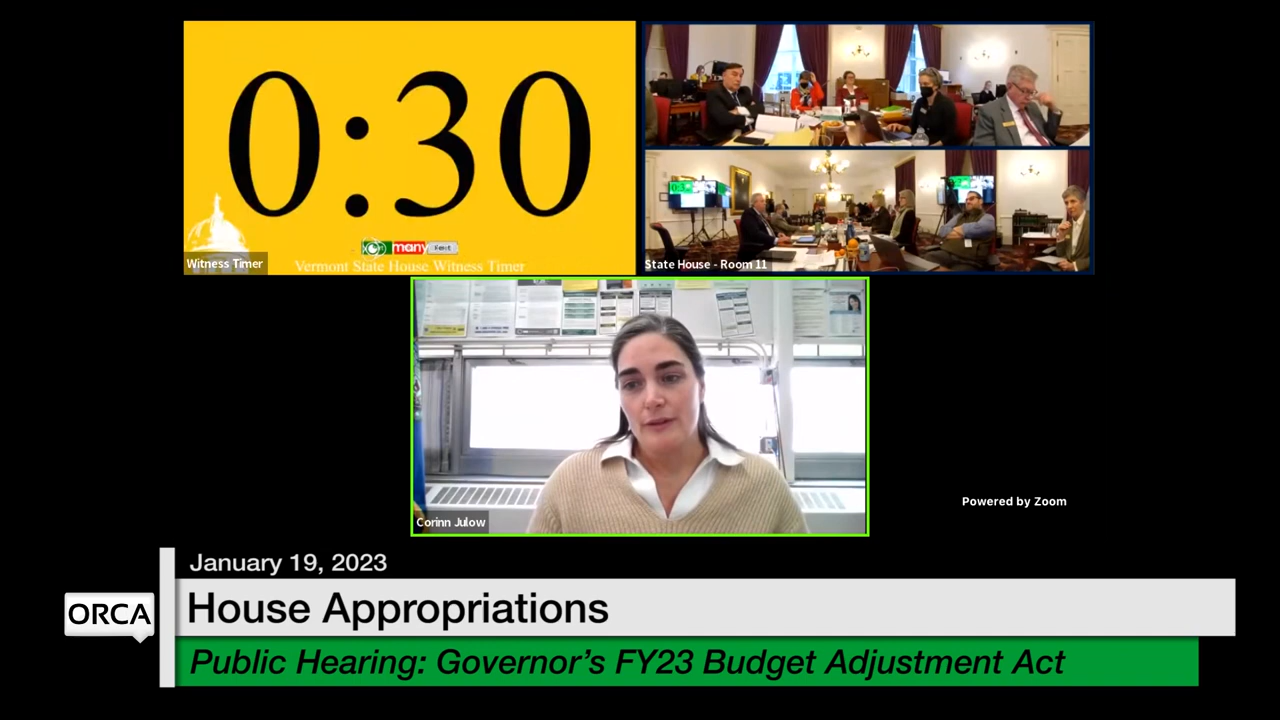 0:30
Witness Timer
Vermont State House Witness Timer
many
State House - Room 11
Corinn Julow
Powered by Zoom
January 19, 2023
ORCA
House Appropriations
Public Hearing: Governor's FY23 Budget Adjustment Act